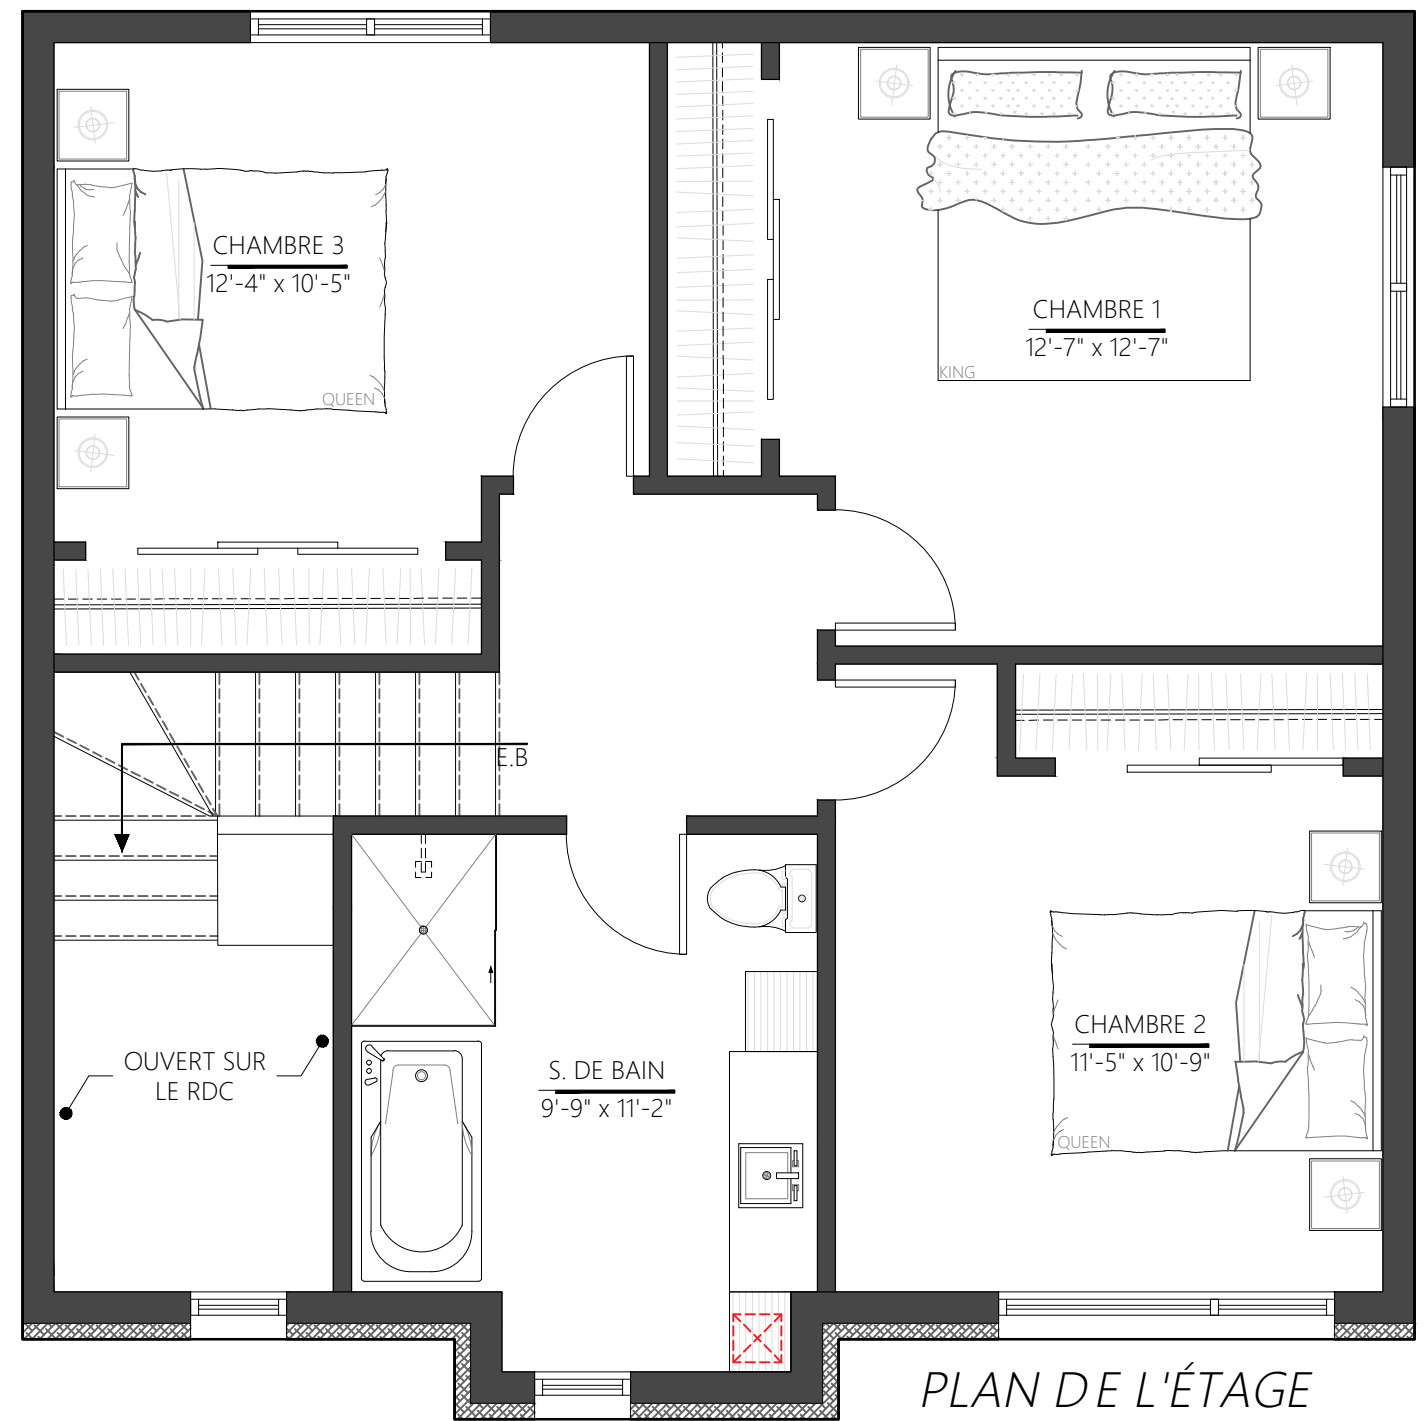 CHAMBRE 3
12'-4" x 10'-5"
QUEEN
CHAMBRE 1
12'-7" x 12'-7"
KING
E.B
OUVERT SUR
LE RDC
S. DE BAIN
9'-9" x 11'-2"
CHAMBRE 2
11'-5" x 10'-9"
QUEEN
PLAN DE L'ÉTAGE